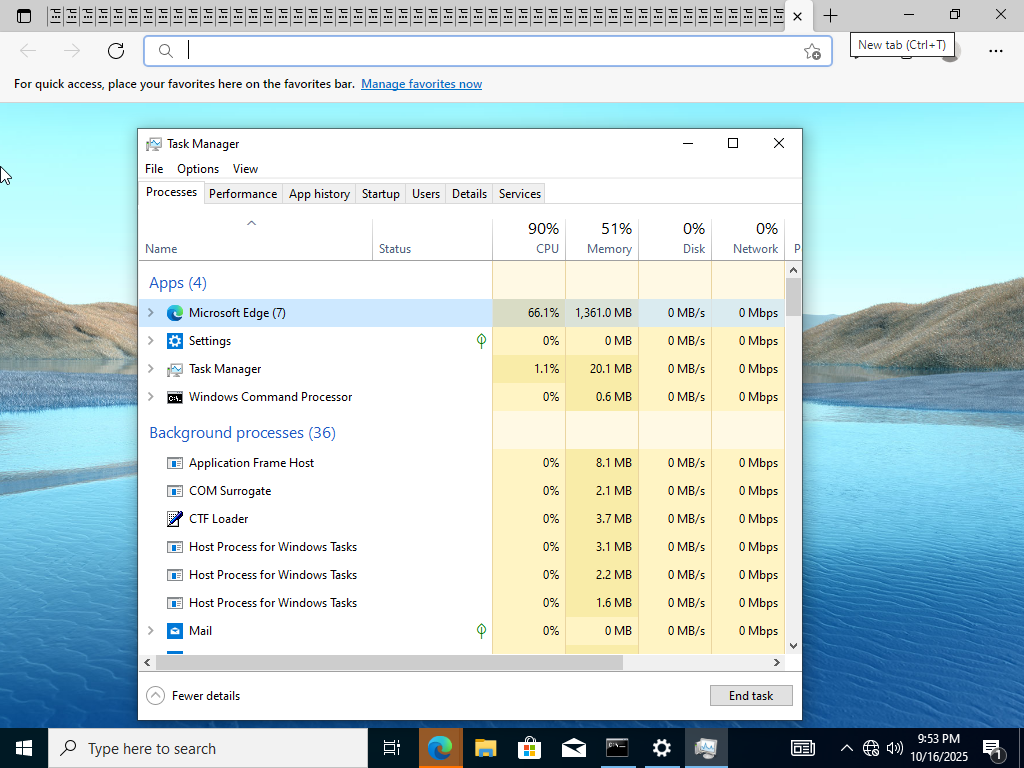 New tab (Ctrl+T)
For quick access, place your favorites here on the favorites bar. Manage favorites now
Task Manager
File Options View
Processes Performance App history Startup Users Details Services
90% 51% 0% 0%
Name Status CPU Memory Disk Network P
Apps (4)
Microsoft Edge (7) 66.1% 1,361.0 MB 0 MB/s 0 Mbps
Settings 0% 0 MB 0 MB/s 0 Mbps
Task Manager 1.1% 20.1 MB 0 MB/s 0 Mbps
Windows Command Processor 0% 0.6 MB 0 MB/s 0 Mbps
Background processes (36)
Application Frame Host 0% 8.1 MB 0 MB/s 0 Mbps
COM Surrogate 0% 2.1 MB 0 MB/s 0 Mbps
CTF Loader 0% 3.7 MB 0 MB/s 0 Mbps
Host Process for Windows Tasks 0% 3.1 MB 0 MB/s 0 Mbps
Host Process for Windows Tasks 0% 2.2 MB 0 MB/s 0 Mbps
Host Process for Windows Tasks 0% 1.6 MB 0 MB/s 0 Mbps
Mail 0% 0 MB 0 MB/s 0 Mbps
Fewer details End task
Type here to search
9:53 PM
10/16/2025
1